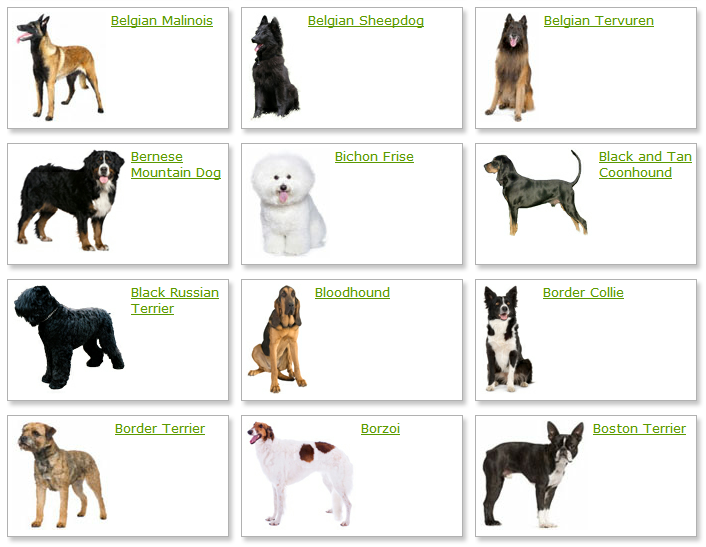 Belgian Malinois
Belgian Sheepdog
Belgian Tervuren
Bernese
Mountain Dog
Bichon Frise
Black and Tan
Coonhound
Black Russian
Terrier
Bloodhound
Border Collie
Border Terrier
Borzoi
Boston Terrier